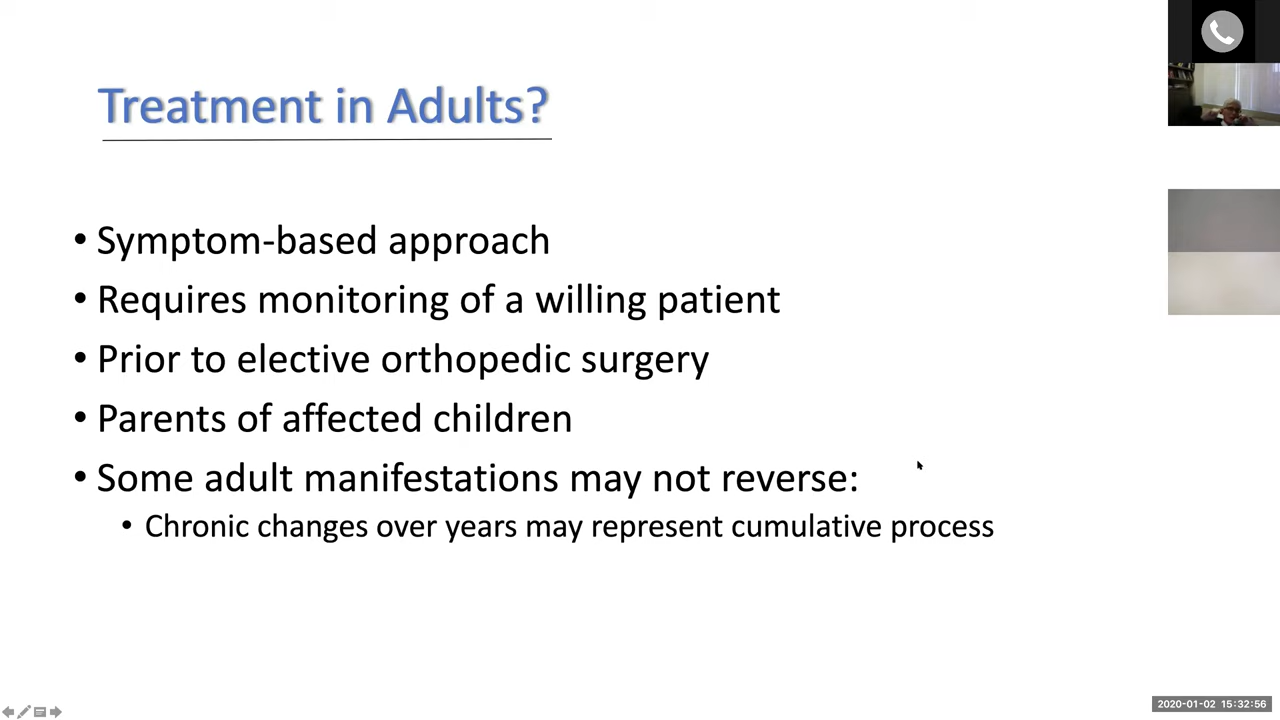 Treatment in Adults?
• Symptom-based approach
• Requires monitoring of a willing patient
• Prior to elective orthopedic surgery
• Parents of affected children
• Some adult manifestations may not reverse:
• Chronic changes over years may represent cumulative process
2020-01-02 15:32:56